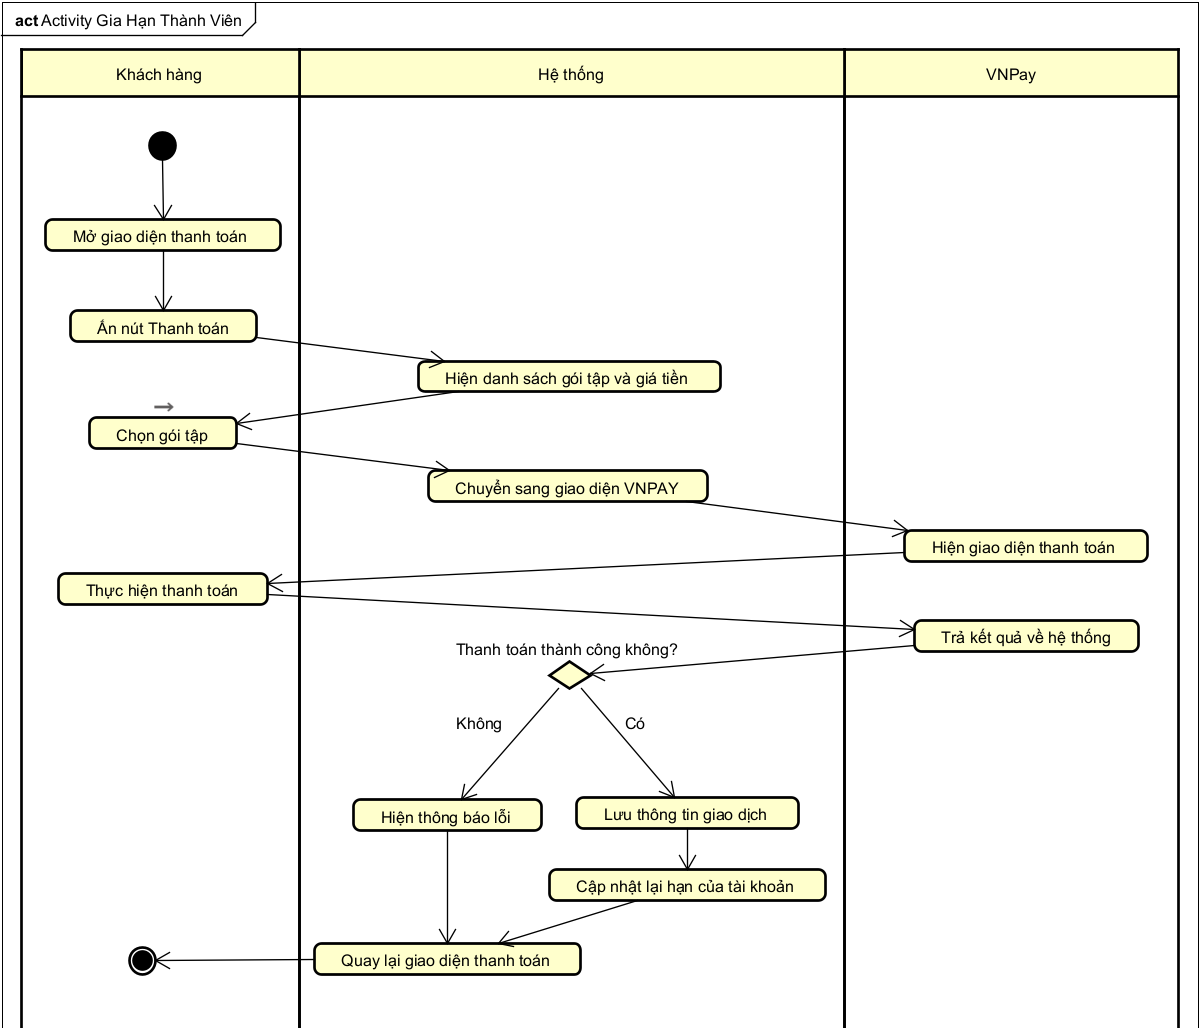 act Activity Gia Hạn Thành Viên
Khách hàng
Hệ thống
VNPay
Mở giao diện thanh toán
Ấn nút Thanh toán
Hiện danh sách gói tập và giá tiền
Chọn gói tập
Chuyển sang giao diện VNPAY
Hiện giao diện thanh toán
Thực hiện thanh toán
Trả kết quả về hệ thống
Thanh toán thành công không?
Không
Có
Hiện thông báo lỗi
Lưu thông tin giao dịch
Cập nhật lại hạn của tài khoản
Quay lại giao diện thanh toán